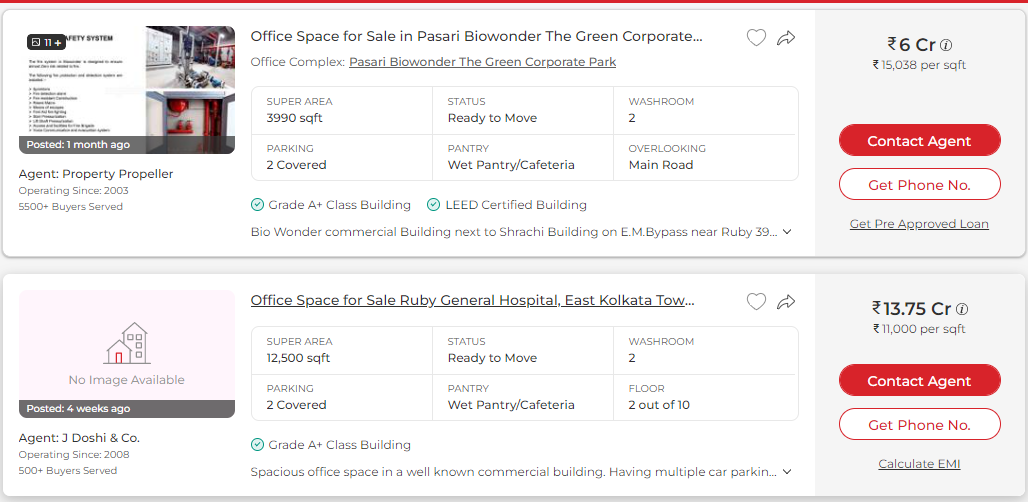 11 +
AFETY SYSTEM
Posted: 1 month ago
Agent: Property Propeller
Operating Since: 2003
5500+ Buyers Served
Office Space for Sale in Pasari Biowonder The Green Corporate...
Office Complex: Pasari Biowonder The Green Corporate Park
SUPER AREA
3990 sqft
STATUS
Ready to Move
WASHROOM
2
PARKING
2 Covered
PANTRY
Wet Pantry/Cafeteria
OVERLOOKING
Main Road
Grade A+ Class Building
LEED Certified Building
Bio Wonder commercial Building next to Shrachi Building on E.M.Bypass near Ruby 39...
₹6 Cr
₹15,038 per sqft
Contact Agent
Get Phone No.
Get Pre Approved Loan
No Image Available
Posted: 4 weeks ago
Agent: J Doshi & Co.
Operating Since: 2008
500+ Buyers Served
Office Space for Sale Ruby General Hospital, East Kolkata Tow...
SUPER AREA
12,500 sqft
STATUS
Ready to Move
WASHROOM
2
PARKING
2 Covered
PANTRY
Wet Pantry/Cafeteria
FLOOR
2 out of 10
Grade A+ Class Building
Spacious office space in a well known commercial building. Having multiple car parkin...
₹13.75 Cr
₹11,000 per sqft
Contact Agent
Get Phone No.
Calculate EMI